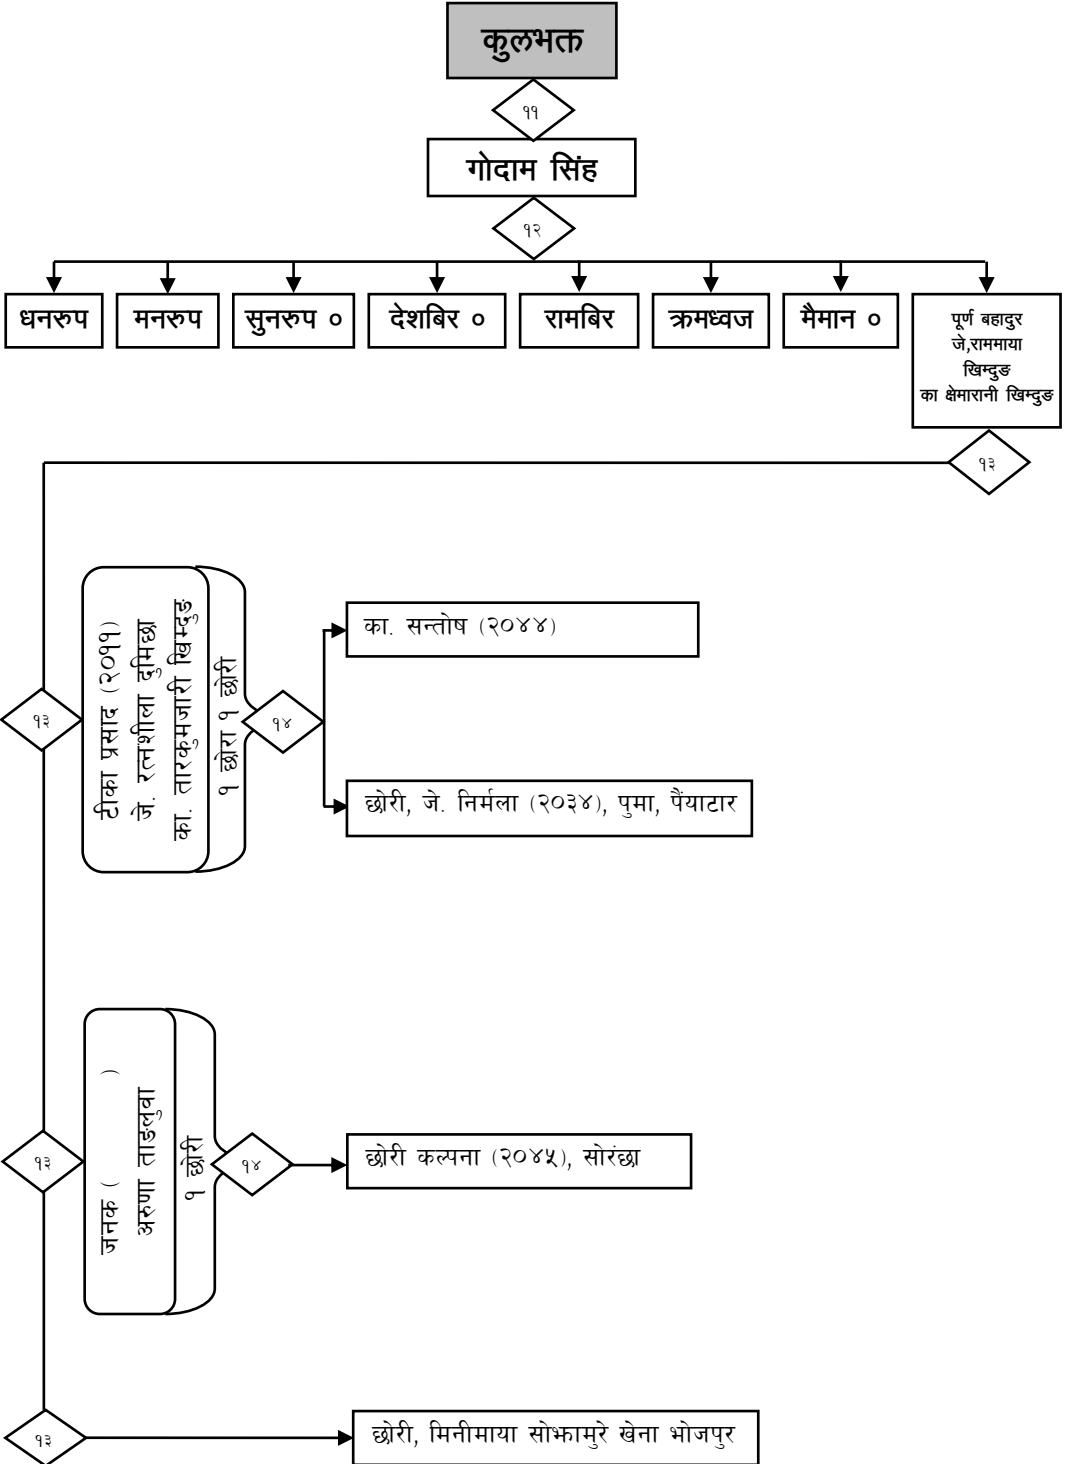 कुलभक्त
११
गोदाम सिंह
१२
धनरुप
मनरुप
सुनरुप ०
देशबिर ०
रामबिर
क्रमध्वज
मैमान ०
पूर्ण बहादुर
जे,राममाया
खिम्दुङ
का क्षेमारानी खिम्दुङ
१३
१३
टीका प्रसाद (२०११)
जे. रत्नशीला दुमिछा
का. तारकुमजारी खिम्दुङ
१ छोरा १ छोरी
१४
का. सन्तोष (२०४४)
छोरी, जे. निर्मला (२०३४), पुमा, पैंयाटार
१३
जनक ( )
अरुणा ताङलुवा
१ छोरी
१४
छोरी कल्पना (२०४५), सोरंछा
१३
छोरी, मिनीमाया सोझामुरे खेना भोजपुर